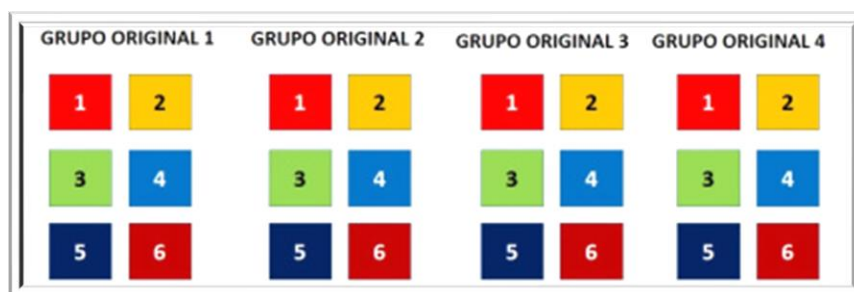 GRUPO ORIGINAL 1 GRUPO ORIGINAL 2 GRUPO ORIGINAL 3 GRUPO ORIGINAL 4
1 2 1 2 1 2 1 2
3 4 3 4 3 4 3 4
5 6 5 6 5 6 5 6